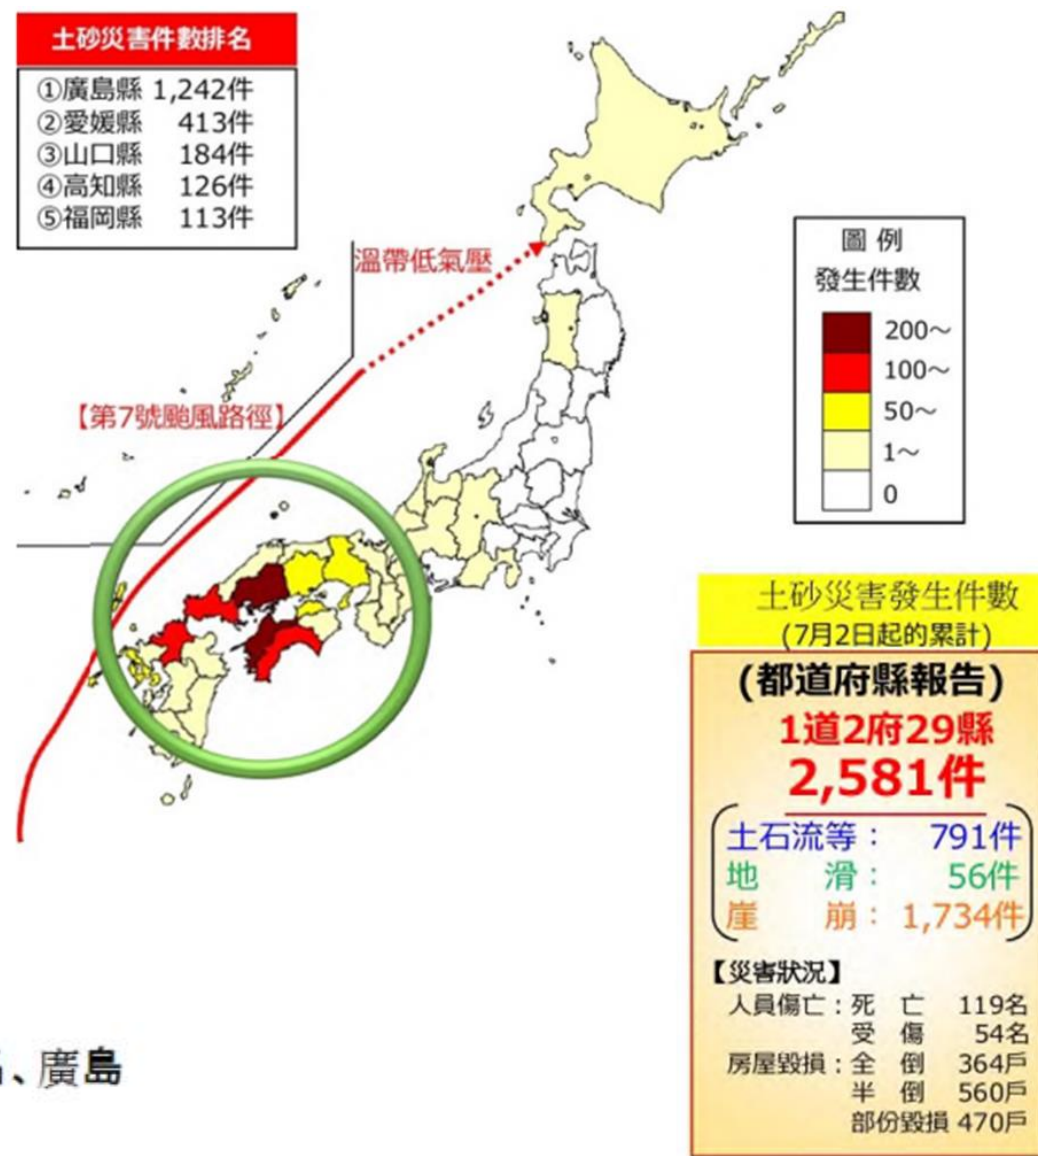 土砂災害件數排名
①廣島縣 1,242件
②愛媛縣 413件
③山口縣 184件
④高知縣 126件
⑤福岡縣 113件
溫帶低氣壓
【第7號颱風路徑】
圖例
發生件數
200～
100～
50～
1～
0
土砂災害發生件數
(7月2日起的累計)
(都道府縣報告)
1道2府29縣
2,581件
土石流等： 791件
地滑： 56件
崖崩： 1,734件
【災害狀況】
人員傷亡：死亡 119名
受傷 54名
房屋毀損：全倒 364戶
半倒 560戶
部份毀損 470戶
、廣島